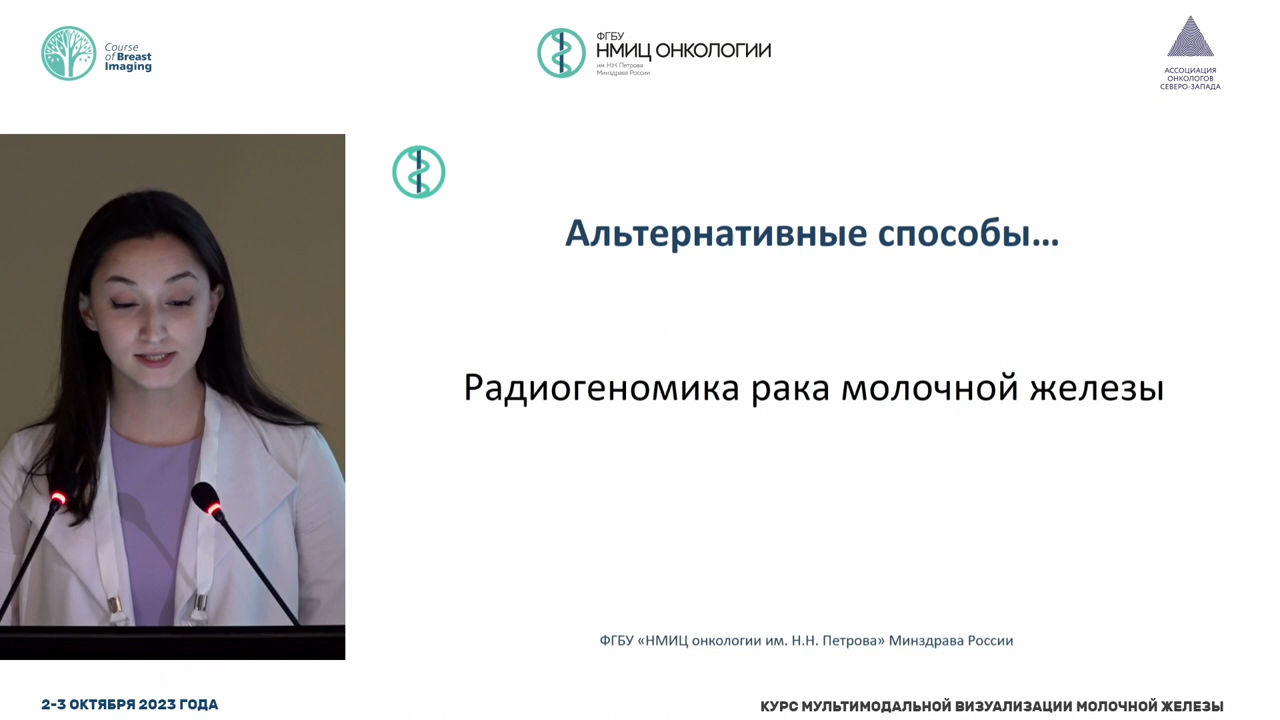 Course
of Breast
Imaging
ФГБУ
НМИЦ ОНКОЛОГИИ
им. Н.Н. Петрова
Минздрава России
АССОЦИАЦИЯ
ОНКОЛОГОВ
СЕВЕРО-ЗАПАДА
Альтернативные способы...
Радиогеномика рака молочной железы
ФГБУ «НМИЦ онкологии им. Н.Н. Петрова» Минздрава России
2-3 ОКТЯБРЯ 2023 ГОДА
КУРС МУЛЬТИМОДАЛЬНОЙ ВИЗУАЛИЗАЦИИ МОЛОЧНОЙ ЖЕЛЕЗЫ